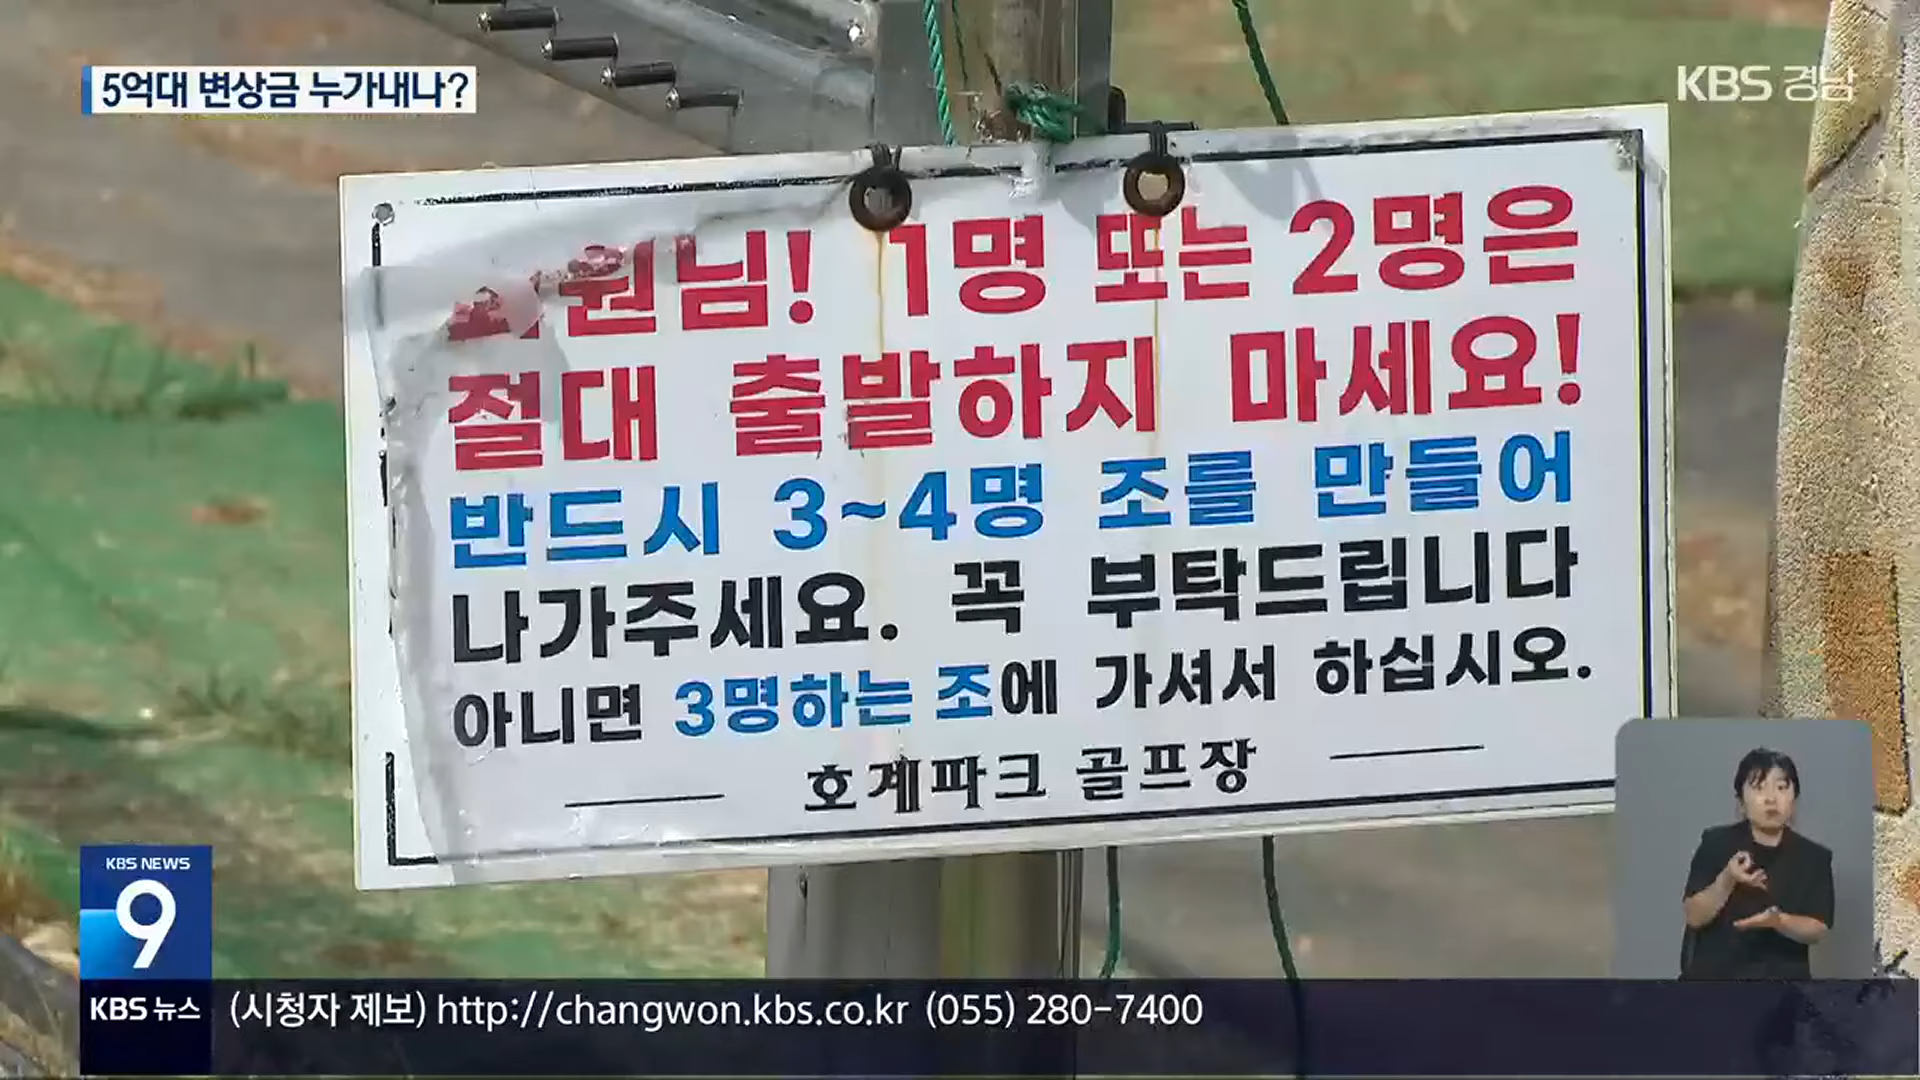 5억대 변상금 누가내나?
KBS 경남
원님! 1명 또는 2명은
절대 출발하지 마세요!
반드시 3~4명 조를 만들어
나가주세요. 꼭 부탁드립니다
아니면 3명하는 조에 가셔서 하십시오.
호계파크 골프장
KBS NEWS
9
KBS 뉴스
(시청자 제보) http://changwon.kbs.co.kr (055) 280-7400